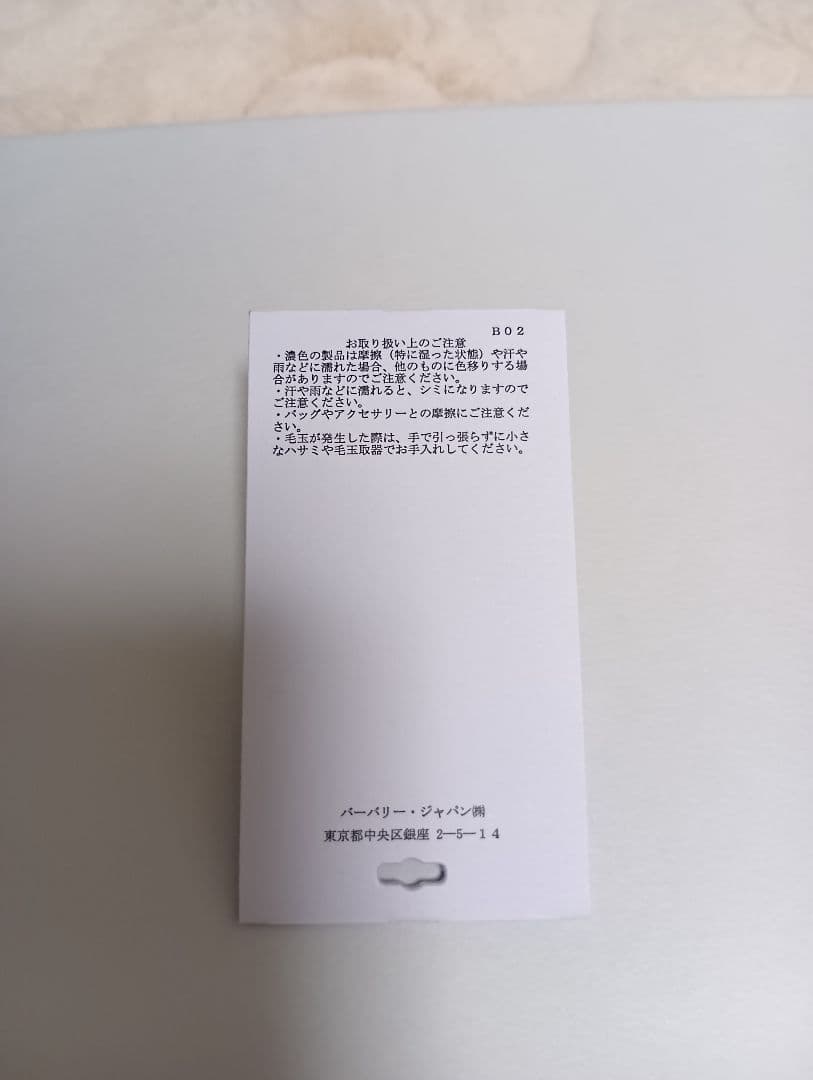 B02
お取り扱い上のご注意
・濃色の製品は摩擦（特に湿った状態）や汗や
雨などに濡れた場合、他のものに色移りする場
合がありますのでご注意ください。
・汗や雨などに濡れると、シミになりますので
ご注意ください。
・バッグやアクセサリーとの摩擦にご注意くだ
さい。
・毛玉が発生した際は、手で引っ張らずに小さ
なハサミや毛玉取器でお手入れしてください。
バーバリー・ジャパン㈱
東京都中央区銀座 2―5―14